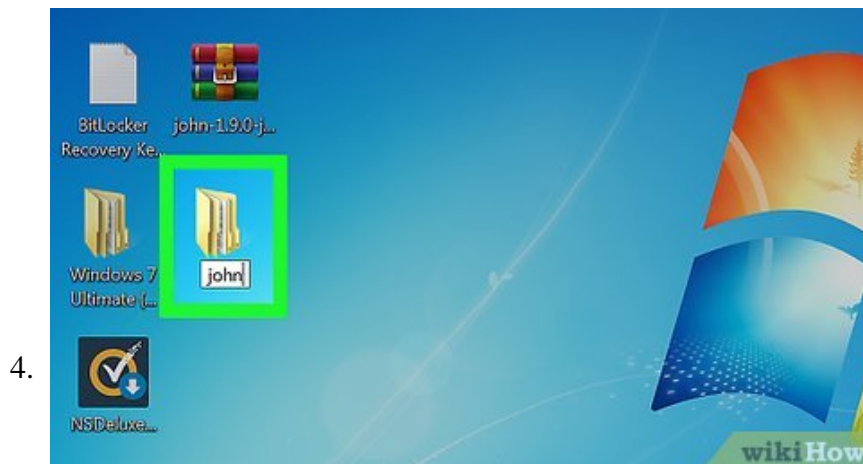 BitLocker
Recovery Ke...
john-1.9.0-j...
Windows 7
Ultimate (...
john
4.
NSDeluxe...
wikiHow